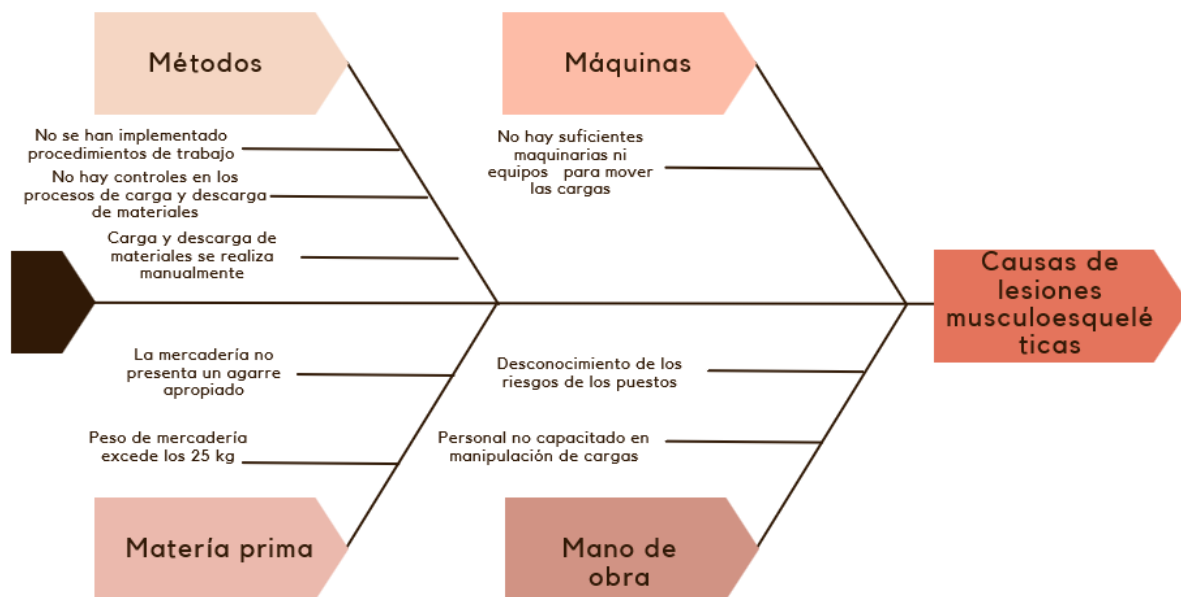 Métodos
No se han implementado
procedimientos de trabajo
No hay controles en los
procesos de carga y descarga
de materiales
Carga y descarga de
materiales se realiza
manualmente
Máquinas
No hay suficientes
maquinarias ni
equipos para mover
las cargas
Causas de
lesiones
musculoesquelé
ticas
La mercadería no
presenta un agarre
apropiado
Peso de mercadería
excede los 25 kg
Matería prima
Desconocimiento de los
riesgos de los puestos
Personal no capacitado en
manipulación de cargas
Mano de
obra